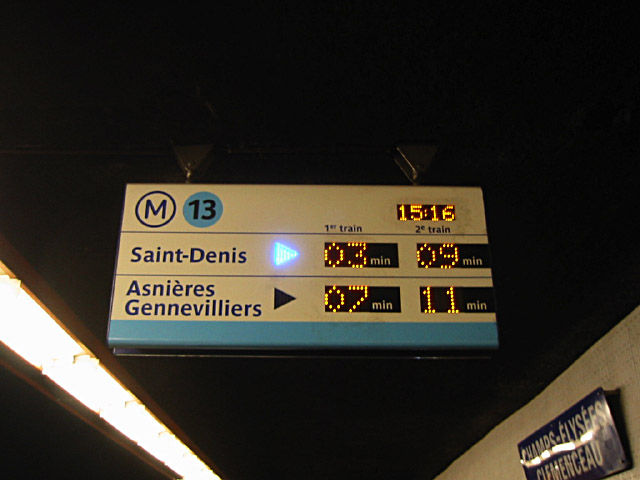 M 13 15:16
1er train 2e train
Saint-Denis 03 min 09 min
Asnières
Gennevilliers 07 min 11 min
CHAMPS-ÉLYSÉES
CLEMENCEAU